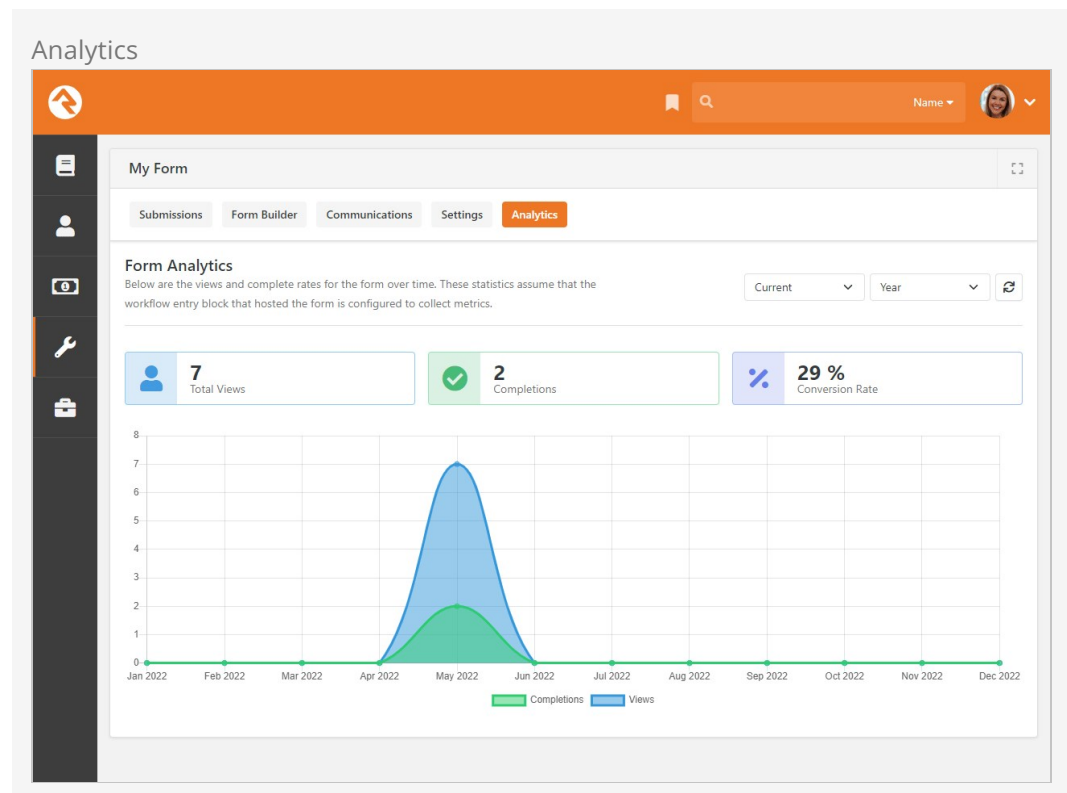 Analytics
Name
My Form
Submissions Form Builder Communications Settings Analytics
Form Analytics
Below are the views and complete rates for the form over time. These statistics assume that the
workflow entry block that hosted the form is configured to collect metrics.
Current Year
7
Total Views
2
Completions
29 %
Conversion Rate
8
7
6
5
4
3
2
1
0
Jan 2022 Feb 2022 Mar 2022 Apr 2022 May 2022 Jun 2022 Jul 2022 Aug 2022 Sep 2022 Oct 2022 Nov 2022 Dec 2022
Completions Views